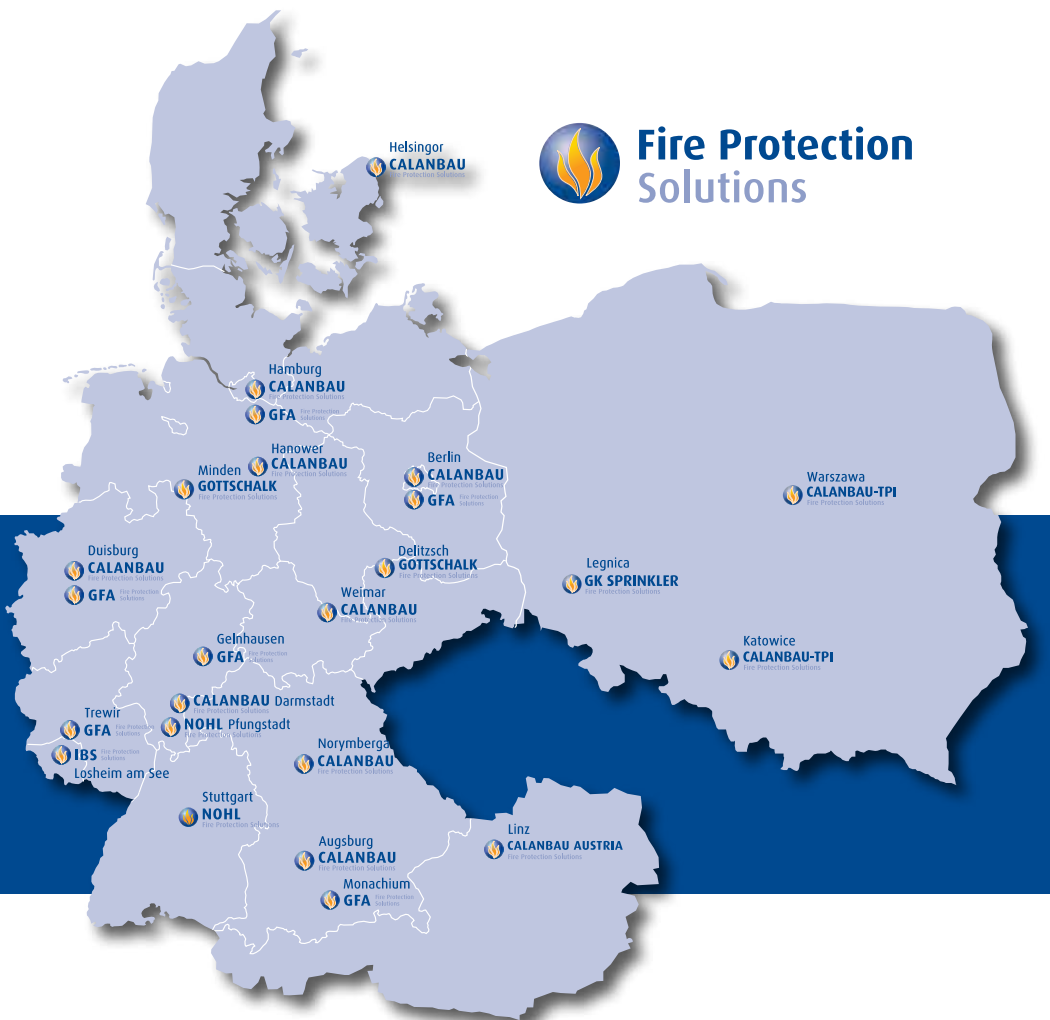 Fire Protection
Solutions
Helsingor
CALANBAU
Fire Protection Solutions
Hamburg
CALANBAU
Fire Protection Solutions
GFA Fire Protection
Solutions
Hanower
CALANBAU
Fire Protection Solutions
Minden
GOTTSCHALK
Fire Protection Solutions
Berlin
CALANBAU
Fire Protection Solutions
GFA Fire Protection
Solutions
Warszawa
CALANBAU-TPI
Fire Protection Solutions
Duisburg
CALANBAU
Fire Protection Solutions
GFA Fire Protection
Solutions
Delitzsch
GOTTSCHALK
Fire Protection Solutions
Legnica
GK SPRINKLER
Fire Protection Solutions
Weimar
CALANBAU
Fire Protection Solutions
Gelnhausen
GFA Fire Protection
Solutions
Katowice
CALANBAU-TPI
Fire Protection Solutions
CALANBAU Darmstadt
Fire Protection Solutions
Trewir
GFA Fire Protection
Solutions
NOHL Pfungstadt
Fire Protection Solutions
IBS Fire Protection
Solutions
Losheim am See
Norymberga
CALANBAU
Fire Protection Solutions
Stuttgart
NOHL
Fire Protection Solutions
Linz
CALANBAU AUSTRIA
Fire Protection Solutions
Augsburg
CALANBAU
Fire Protection Solutions
Monachium
GFA Fire Protection
Solutions